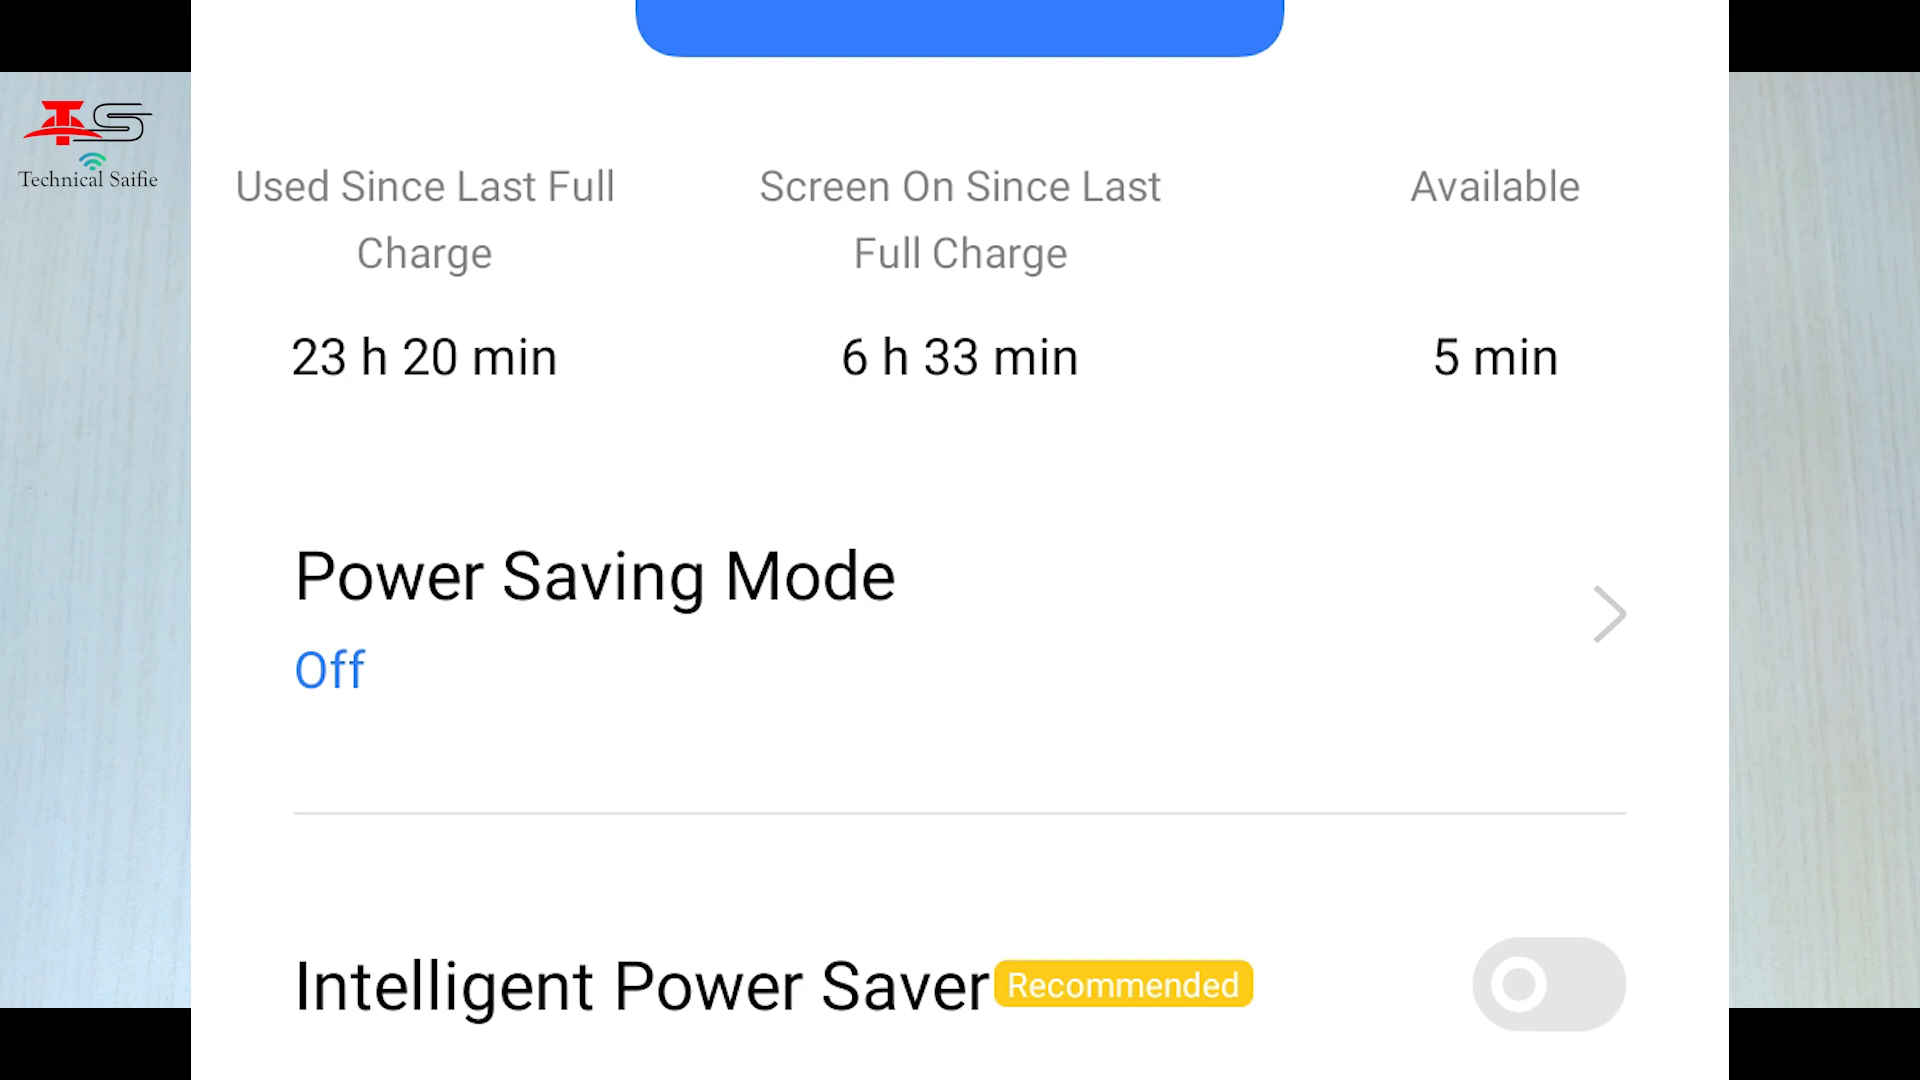 TS
Technical Saifie
Used Since Last Full
Charge
Screen On Since Last
Full Charge
Available
23 h 20 min
6 h 33 min
5 min
Power Saving Mode
Off
Intelligent Power Saver Recommended